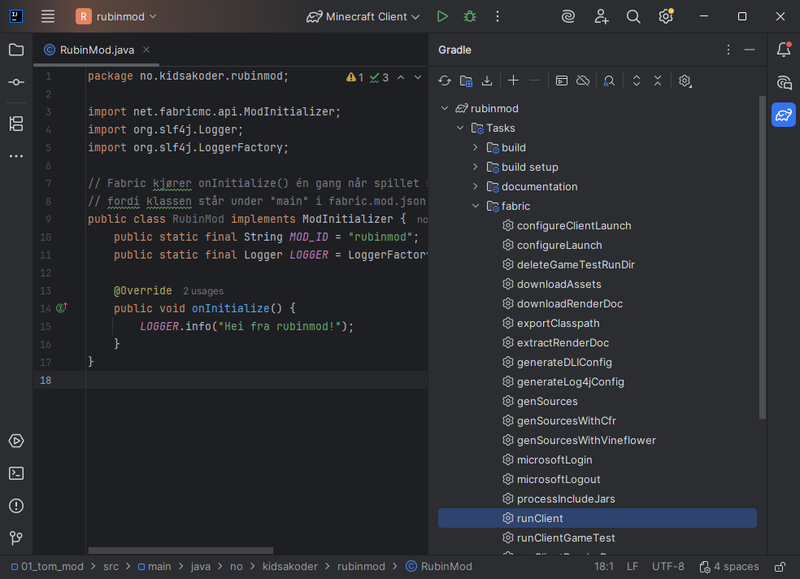 R rubinmod
Minecraft Client
RubinMod.java
Gradle
1 package no.kidsakoder.rubinmod;
1 3
2
3 import net.fabricmc.api.ModInitializer;
4 import org.slf4j.Logger;
5 import org.slf4j.LoggerFactory;
6
7 // Fabric kjører onInitialize() én gang når spillet s
8 // fordi klassen står under "main" i fabric.mod.json
9 public class RubinMod implements ModInitializer { no
10 public static final String MOD_ID = "rubinmod";
11 public static final Logger LOGGER = LoggerFactory
12
13 @Override 2 usages
14 public void onInitialize() {
15 LOGGER.info("Hei fra rubinmod!");
16 }
17 }
18
rubinmod
Tasks
build
build setup
documentation
fabric
configureClientLaunch
configureLaunch
deleteGameTestRunDir
downloadAssets
downloadRenderDoc
exportClasspath
extractRenderDoc
generateDLIConfig
generateLog4jConfig
genSources
genSourcesWithCfr
genSourcesWithVineflower
microsoftLogin
microsoftLogout
processIncludeJars
runClient
runClientGameTest
01_tom_mod > src > main > java > no > kidsakoder > rubinmod > RubinMod
18:1 LF UTF-8 4 spaces